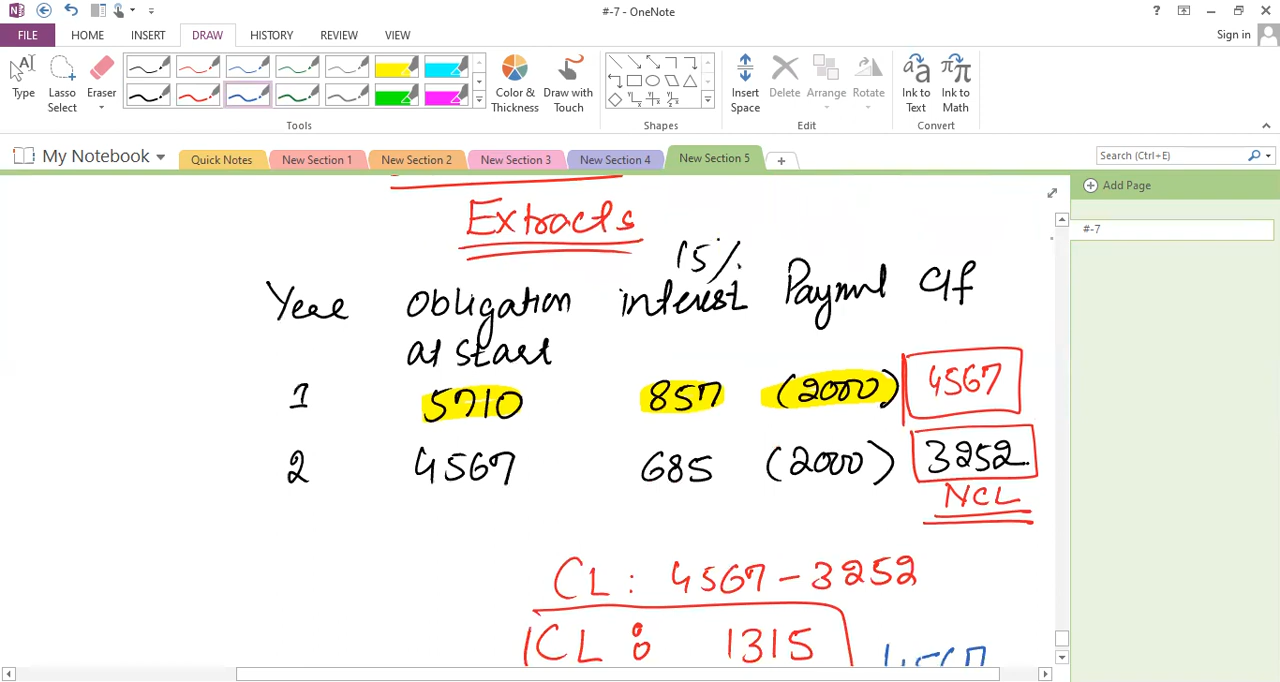 #-7 - OneNote
?
FILE HOME INSERT DRAW HISTORY REVIEW VIEW
Sign in
Type
Lasso Select
Eraser
Color & Thickness
Draw with Touch
Insert Space
Delete
Arrange
Rotate
Ink to Text
Ink to Math
Tools
Shapes
Edit
Convert
My Notebook
Quick Notes
New Section 1
New Section 2
New Section 3
New Section 4
New Section 5
Search (Ctrl+E)
Add Page
#-7
Extracts
15%
Year Obligation interest Paymnt C/f
at start
1 5710 857 (2000) 4567
2 4567 685 (2000) 3252
NCL
CL : 4567 - 3252
CL : 1315
4567